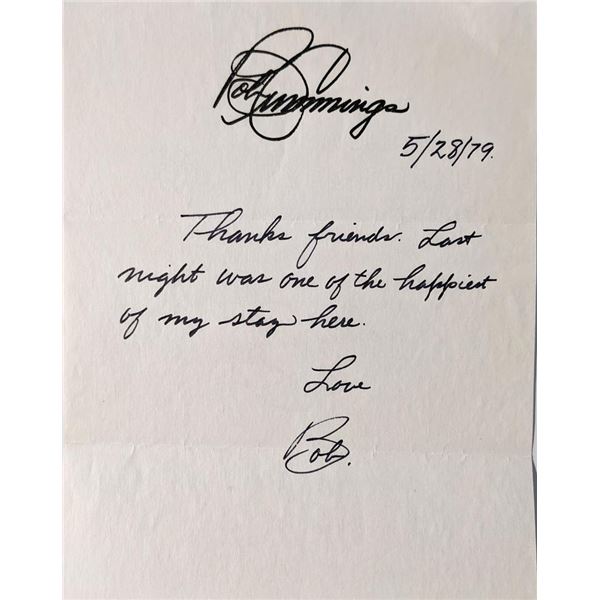 Bob Cummings
5/28/79.
Thanks friends. Last
night was one of the happiest
of my stay here.
Love
Bob.